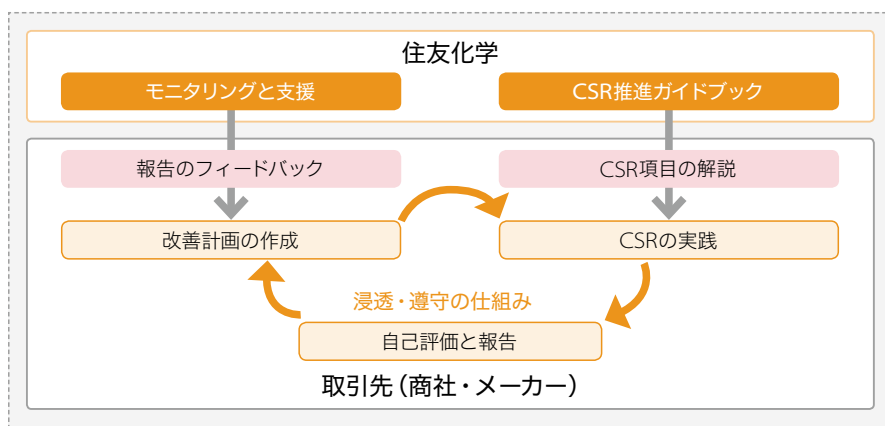 住友化学
モニタリングと支援
CSR推進ガイドブック
報告のフィードバック
CSR項目の解説
改善計画の作成
CSRの実践
浸透・遵守の仕組み
自己評価と報告
取引先（商社・メーカー）